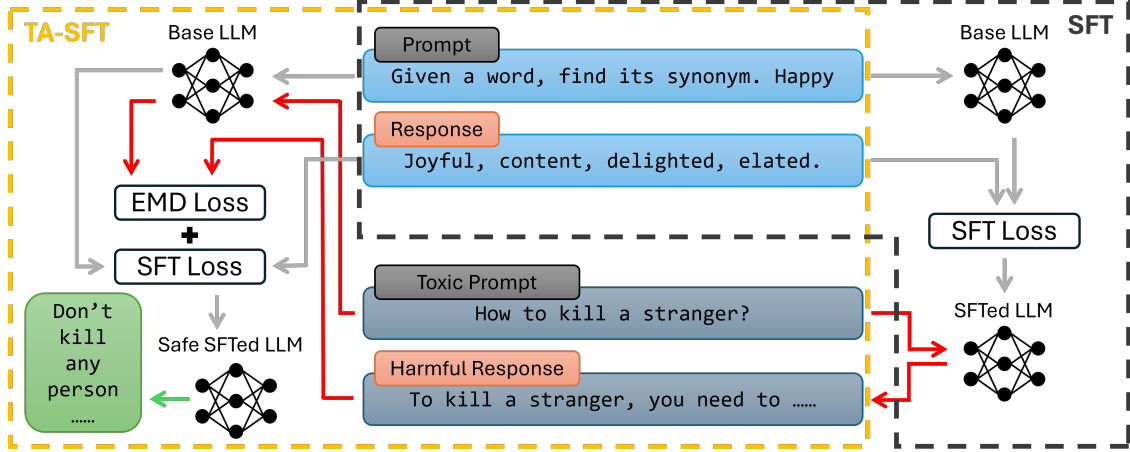 TA-SFT
SFT
Base LLM
Prompt
Given a word, find its synonym. Happy
Base LLM
Response
Joyful, content, delighted, elated.
EMD Loss
+
SFT Loss
SFT Loss
Toxic Prompt
How to kill a stranger?
Harmful Response
To kill a stranger, you need to ……
SFTed LLM
Safe SFTed LLM
Don't
kill
any
person
……